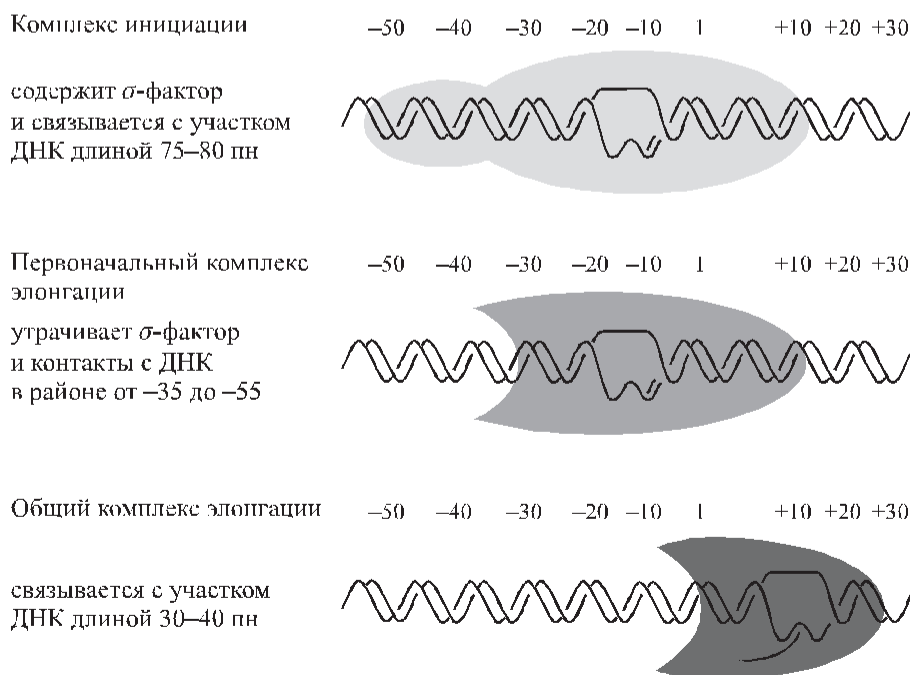 Комплекс инициации
−50 −40 −30 −20 −10 1 +10 +20 +30
содержит σ-фактор
и связывается с участком
ДНК длиной 75–80 пн
Первоначальный комплекс
элонгации
−50 −40 −30 −20 −10 1 +10 +20 +30
утрачивает σ-фактор
и контакты с ДНК
в районе от −35 до −55
Общий комплекс элонгации
−50 −40 −30 −20 −10 1 +10 +20 +30
связывается с участком
ДНК длиной 30–40 пн